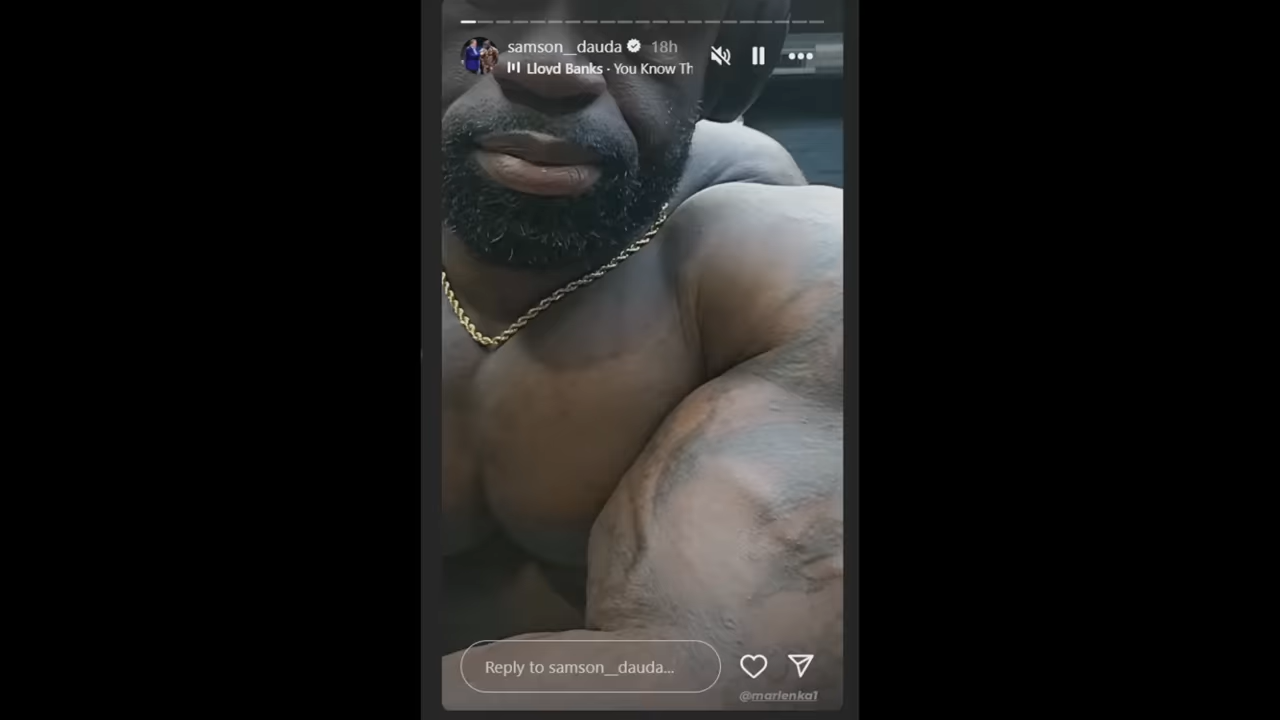 samson__dauda 18h
Lloyd Banks · You Know Th
Reply to samson__dauda...
@marlenka1